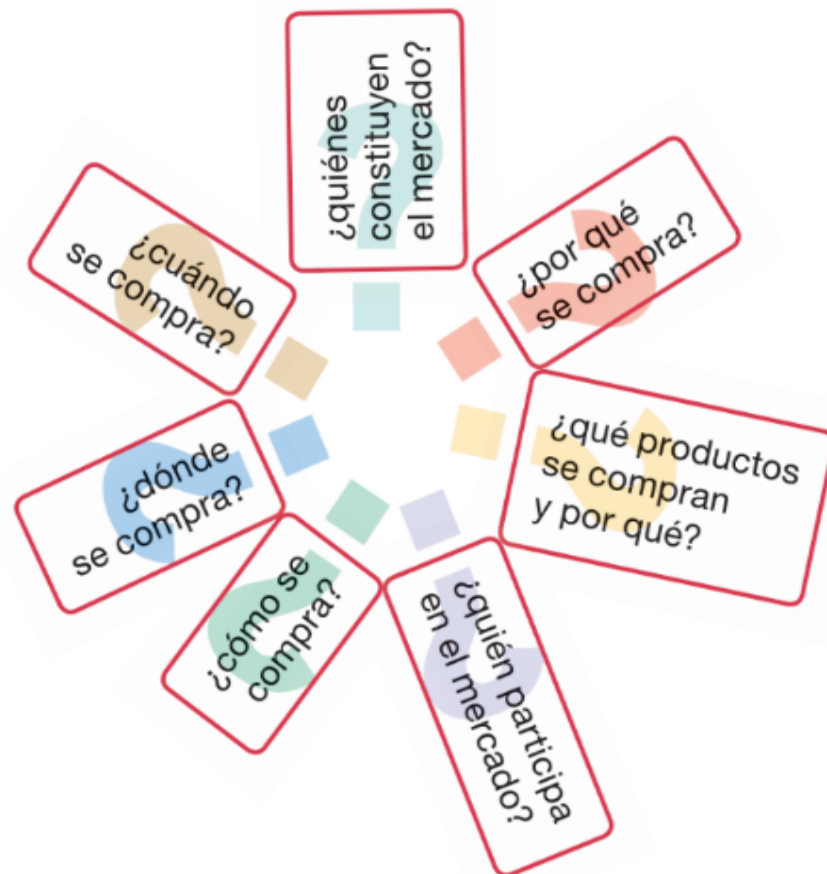 ¿quiénes
constituyen
el mercado?
¿por qué
se compra?
¿qué productos
se compran
y por qué?
¿quién participa
en el mercado?
¿cómo se
compra?
¿dónde
se compra?
¿cuándo
se compra?